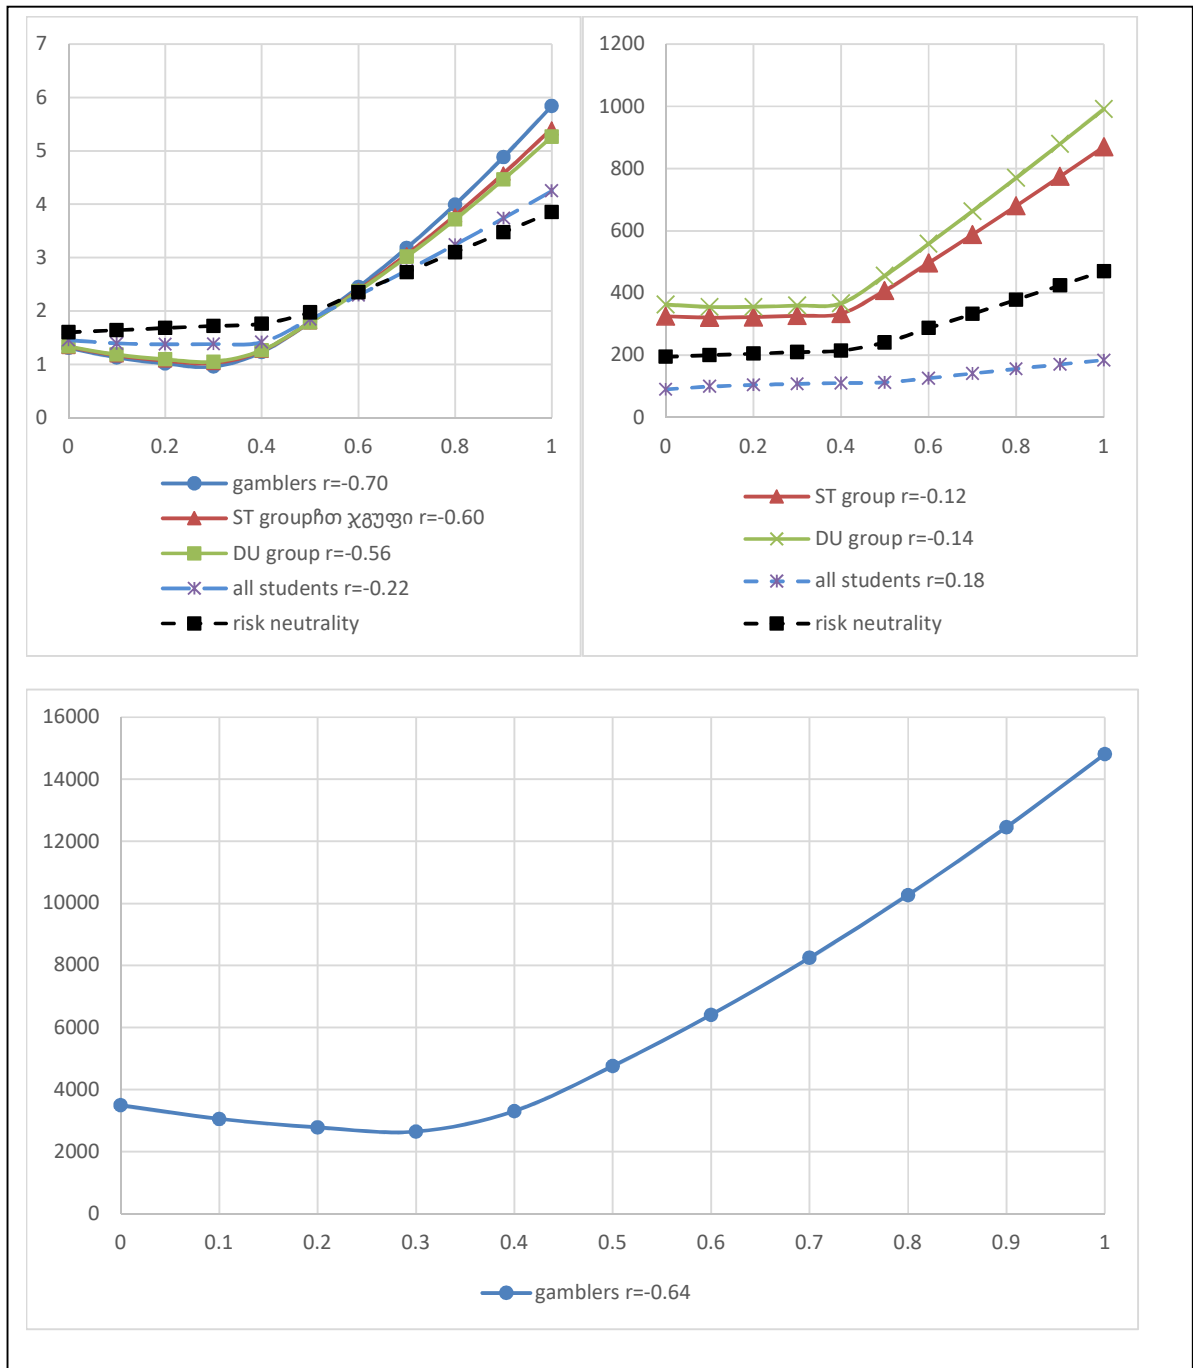 7
6
5
4
3
2
1
0
0 0.2 0.4 0.6 0.8 1
gamblers r=-0.70
ST groupჩთ ჯგუფი r=-0.60
DU group r=-0.56
all students r=-0.22
risk neutrality
1200
1000
800
600
400
200
0
0 0.2 0.4 0.6 0.8 1
ST group r=-0.12
DU group r=-0.14
all students r=0.18
risk neutrality
16000
14000
12000
10000
8000
6000
4000
2000
0
0 0.1 0.2 0.3 0.4 0.5 0.6 0.7 0.8 0.9 1
gamblers r=-0.64